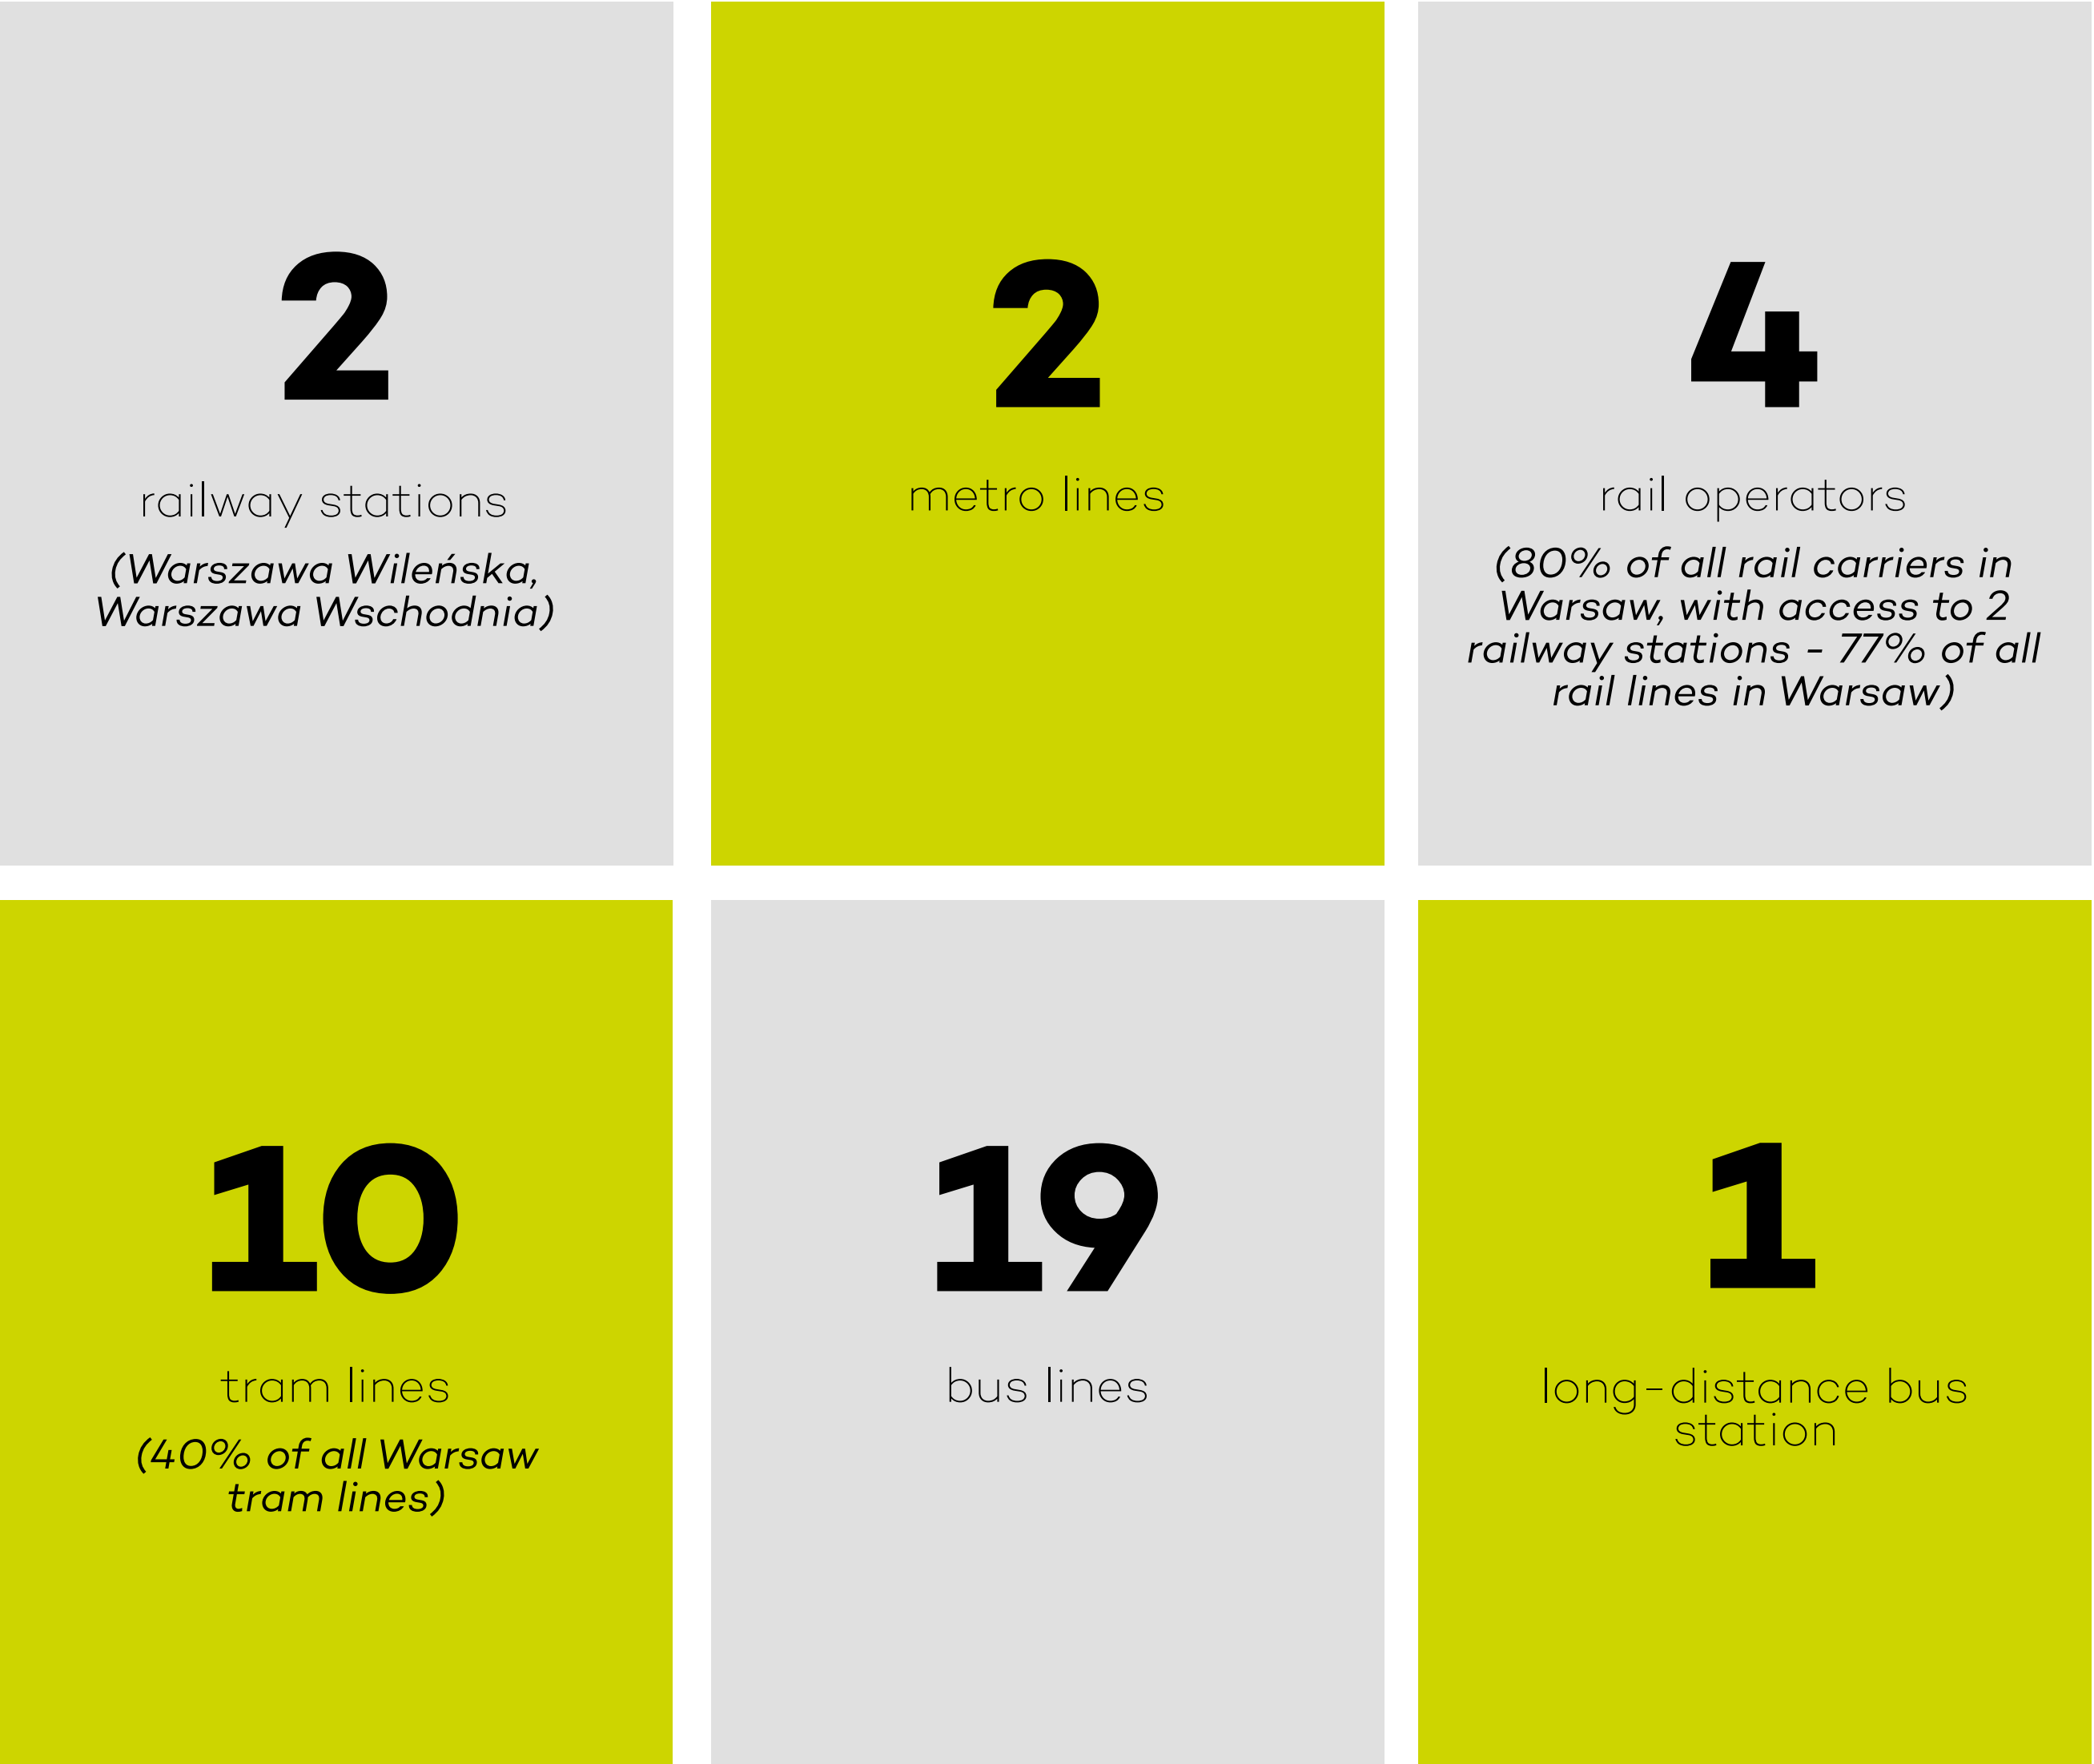 2
railway stations
(Warszawa Wileńska,
Warszawa Wschodnia)
2
metro lines
4
rail operators
(80% of all rail carriers in
Warsaw, with access to 2
railway stations - 77% of all
rail lines in Warsaw)
10
tram lines
(40% of all Warsaw
tram lines)
19
bus lines
1
long-distance bus
station